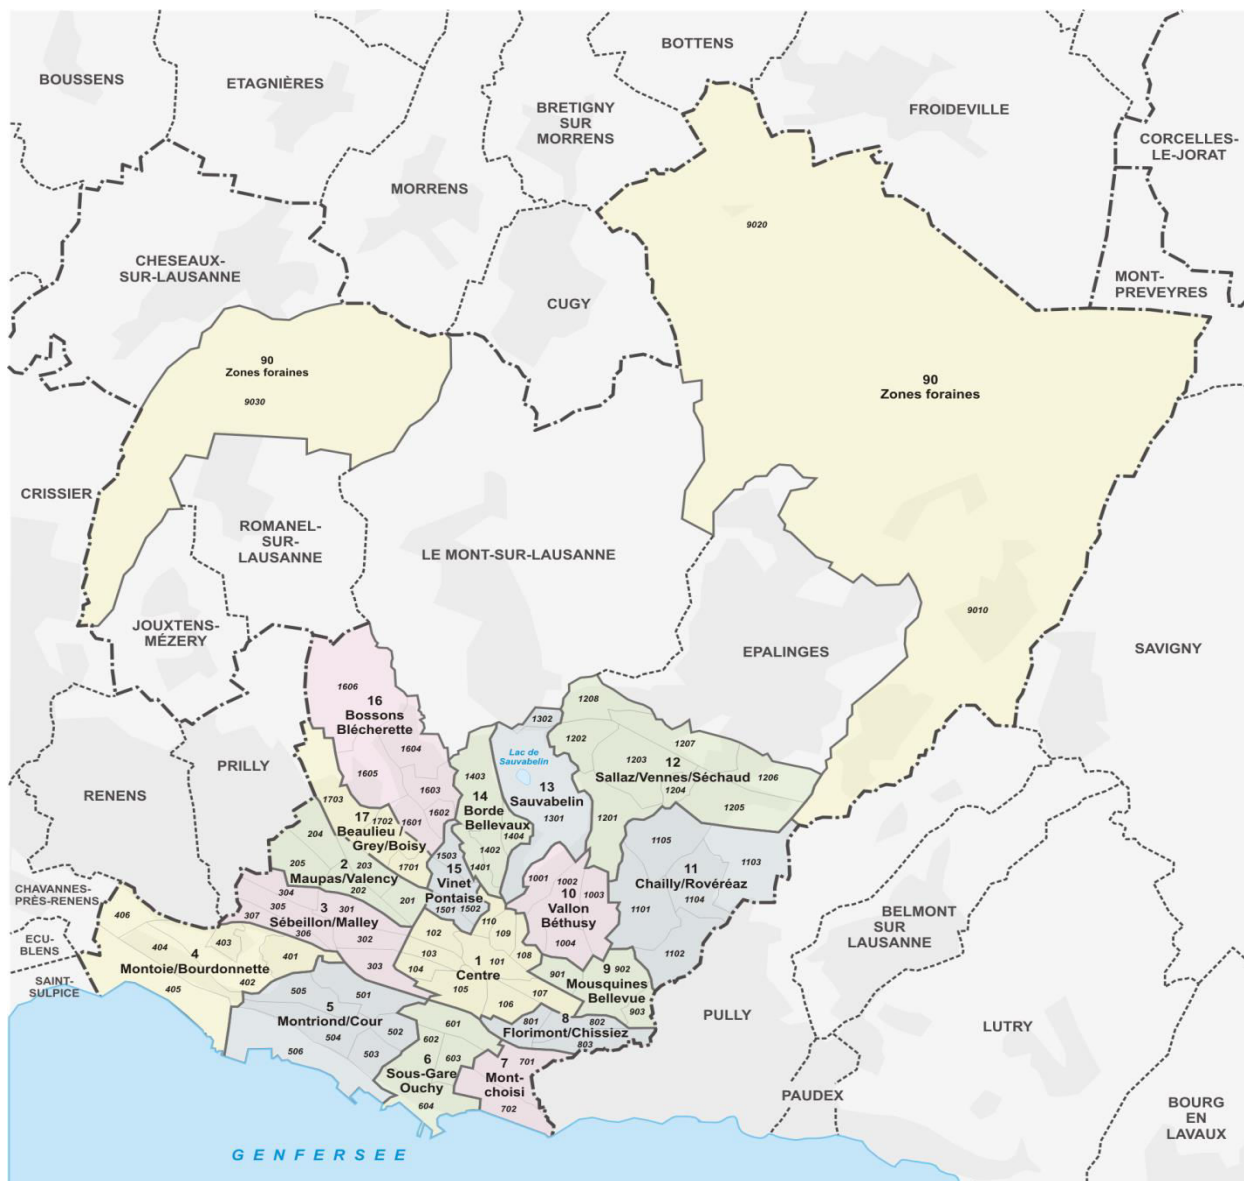 BOTTENS
BOUSSENS
ETAGNIÈRES
BRETIGNY
SUR
MORRENS
FROIDEVILLE
CORCELLES-
LE-JORAT
MORRENS
9020
CHESEAUX-
SUR-LAUSANNE
MONT-
PREVEYRES
CUGY
90
Zones foraines
9030
90
Zones foraines
CRISSIER
ROMANEL-
SUR-
LAUSANNE
LE MONT-SUR-LAUSANNE
9010
JOUXTENS-
MÉZERY
EPALINGES
SAVIGNY
1606
16
Bossons
Blécherette
1604
1605
1603
1602
1601
1208
1302
1202
1207
1203
12
Sallaz/Vennes/Séchaud
1206
1204
1205
1201
Lac de
Sauvabelin
13
Sauvabelin
1301
PRILLY
RENENS
1403
14
Borde
Bellevaux
1404
1402
1401
1703
17
1702
Beaulieu /
Grey/Boisy
1701
204
205
2
203
Maupas/Valency
202
201
1503
15
Vinet
Pontaise
1501
1502
1105
1103
11
Chailly/Rovéréaz
1104
1101
1102
1001
1002
1003
10
Vallon
Béthusy
1004
CHAVANNES-
PRÈS-RENENS
304
305
3
301
307
Sébeillon/Malley
306
302
303
BELMONT
SUR
LAUSANNE
ECU-
BLENS
406
404
403
4
401
Montoie/Bourdonnette
402
405
SAINT-
SULPICE
110
102
109
103
1
101
108
104
Centre
105
107
106
9
901
902
Mousquines
Bellevue
903
505
501
5
Montriond/Cour
502
504
506
503
601
602
6
603
Sous-Gare
Ouchy
604
801
8
802
Florimont/Chissiez
803
7
701
Mont-
choisi
702
PULLY
LUTRY
PAUDEX
BOURG
EN
LAVAUX
GENFERSEE